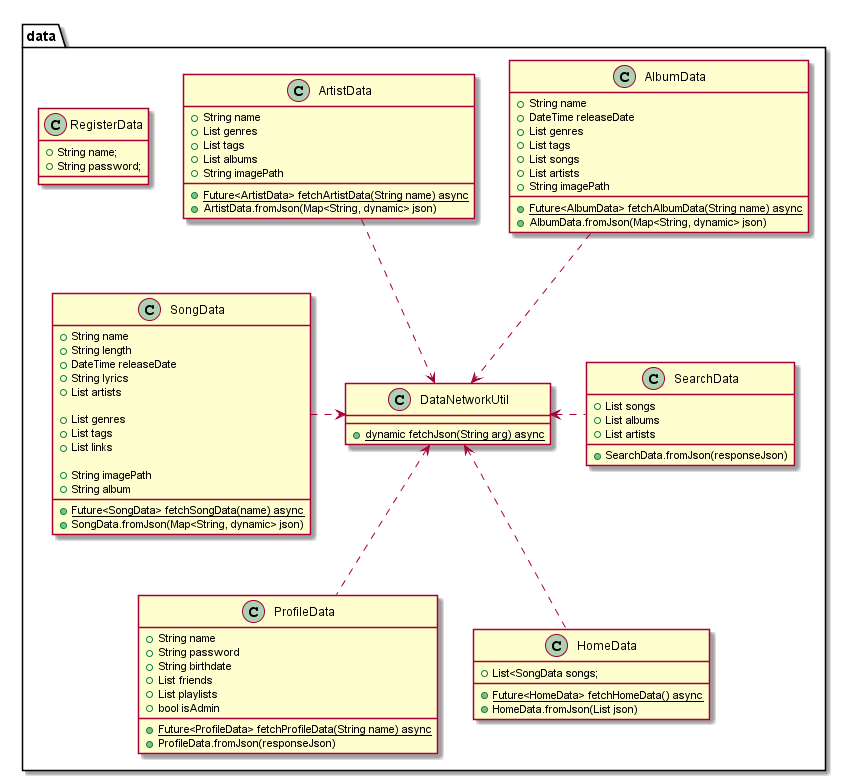 data
C RegisterData
String name;
String password;
C ArtistData
String name
List genres
List tags
List albums
String imagePath
Future<ArtistData> fetchArtistData(String name) async
ArtistData.fromJson(Map<String, dynamic> json)
C AlbumData
String name
DateTime releaseDate
List genres
List tags
List songs
List artists
String imagePath
Future<AlbumData> fetchAlbumData(String name) async
AlbumData.fromJson(Map<String, dynamic> json)
C SongData
String name
String length
DateTime releaseDate
String lyrics
List artists
List genres
List tags
List links
String imagePath
String album
Future<SongData> fetchSongData(name) async
SongData.fromJson(Map<String, dynamic> json)
C DataNetworkUtil
dynamic fetchJson(String arg) async
C SearchData
List songs
List albums
List artists
SearchData.fromJson(responseJson)
C ProfileData
String name
String password
String birthdate
List friends
List playlists
bool isAdmin
Future<ProfileData> fetchProfileData(String name) async
ProfileData.fromJson(responseJson)
C HomeData
List<SongData songs;
Future<HomeData> fetchHomeData() async
HomeData.fromJson(List json)